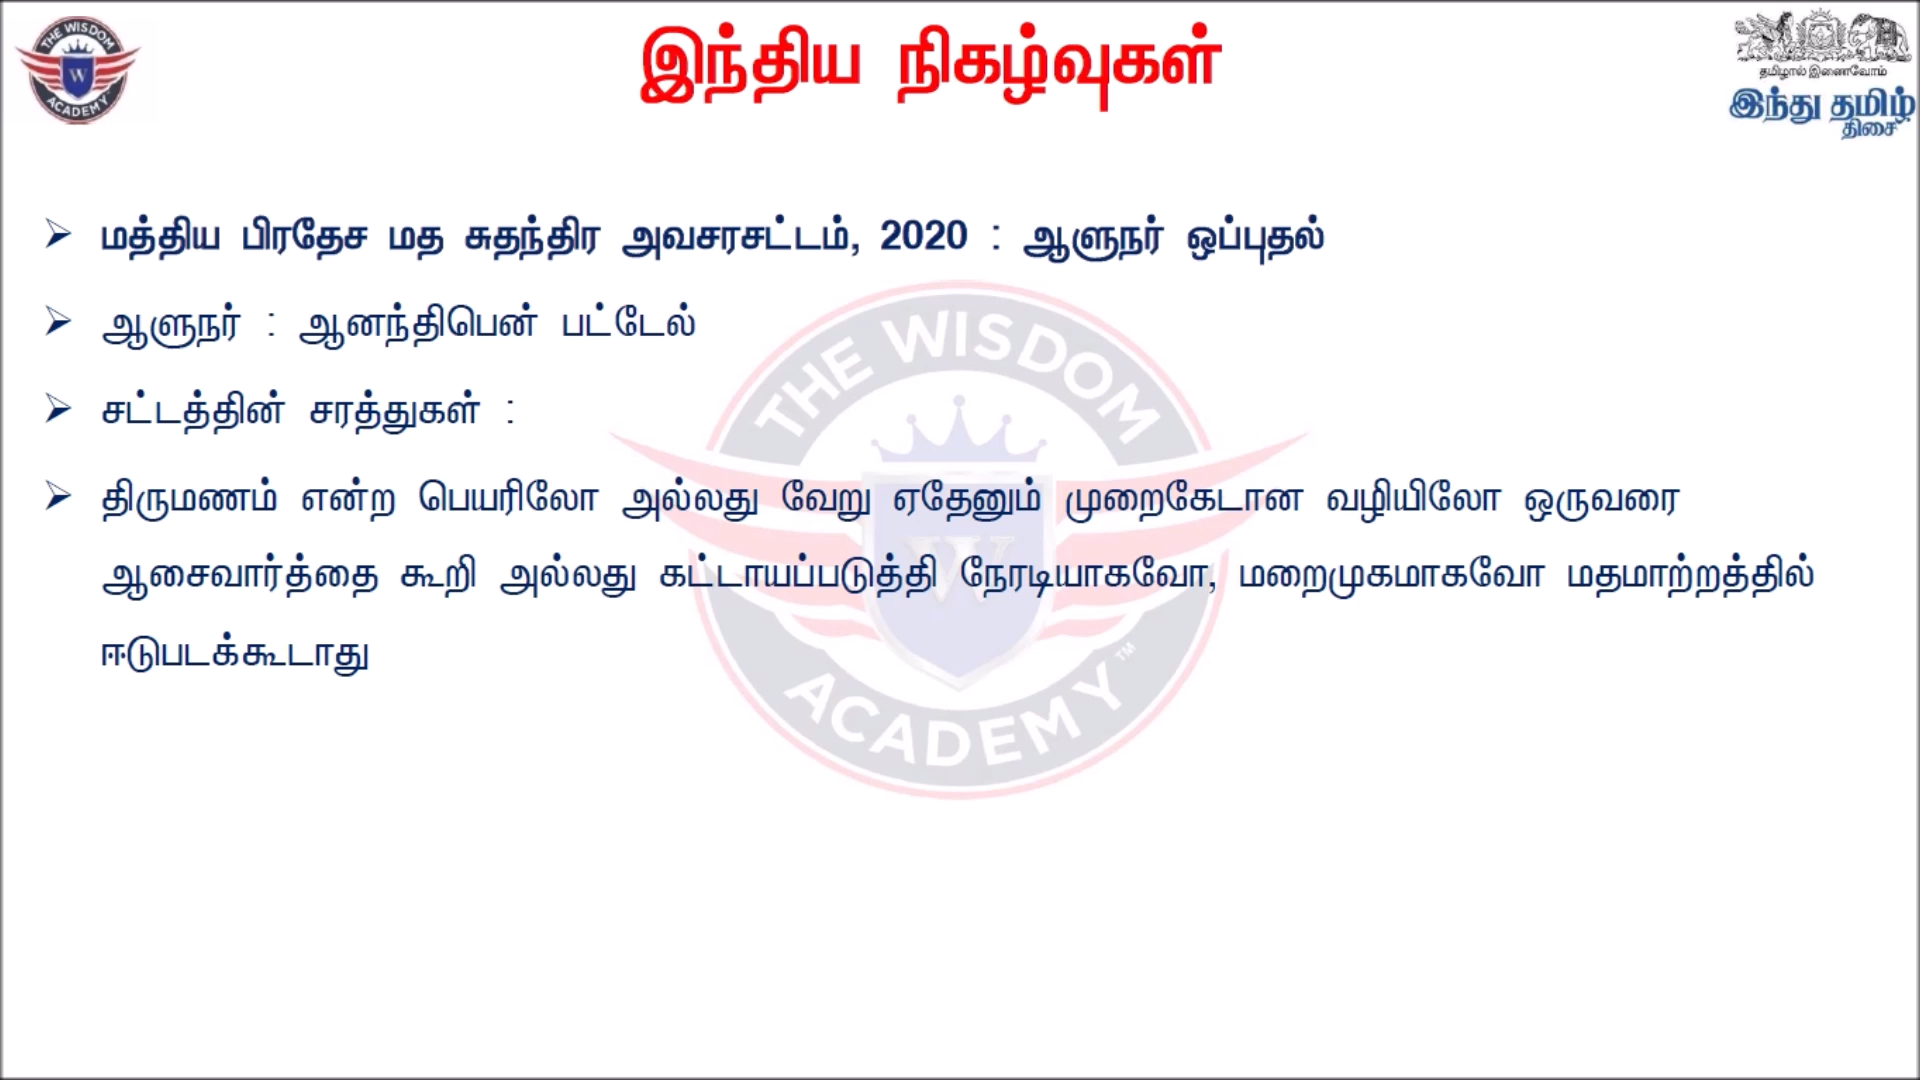 THE WISDOM
W
ACADEMY
இந்திய நிகழ்வுகள்
தமிழால் இணைவோம்
இந்து தமிழ்
திசை
➢ மத்திய பிரதேச மத சுதந்திர அவசரசட்டம், 2020 : ஆளுநர் ஒப்புதல்
➢ ஆளுநர் : ஆனந்திபென் பட்டேல்
➢ சட்டத்தின் சரத்துகள் :
➢ திருமணம் என்ற பெயரிலோ அல்லது வேறு ஏதேனும் முறைகேடான வழியிலோ ஒருவரை
ஆசைவார்த்தை கூறி அல்லது கட்டாயப்படுத்தி நேரடியாகவோ, மறைமுகமாகவோ மதமாற்றத்தில்
ஈடுபடக்கூடாது
THE WISDOM
W
ACADEMY™